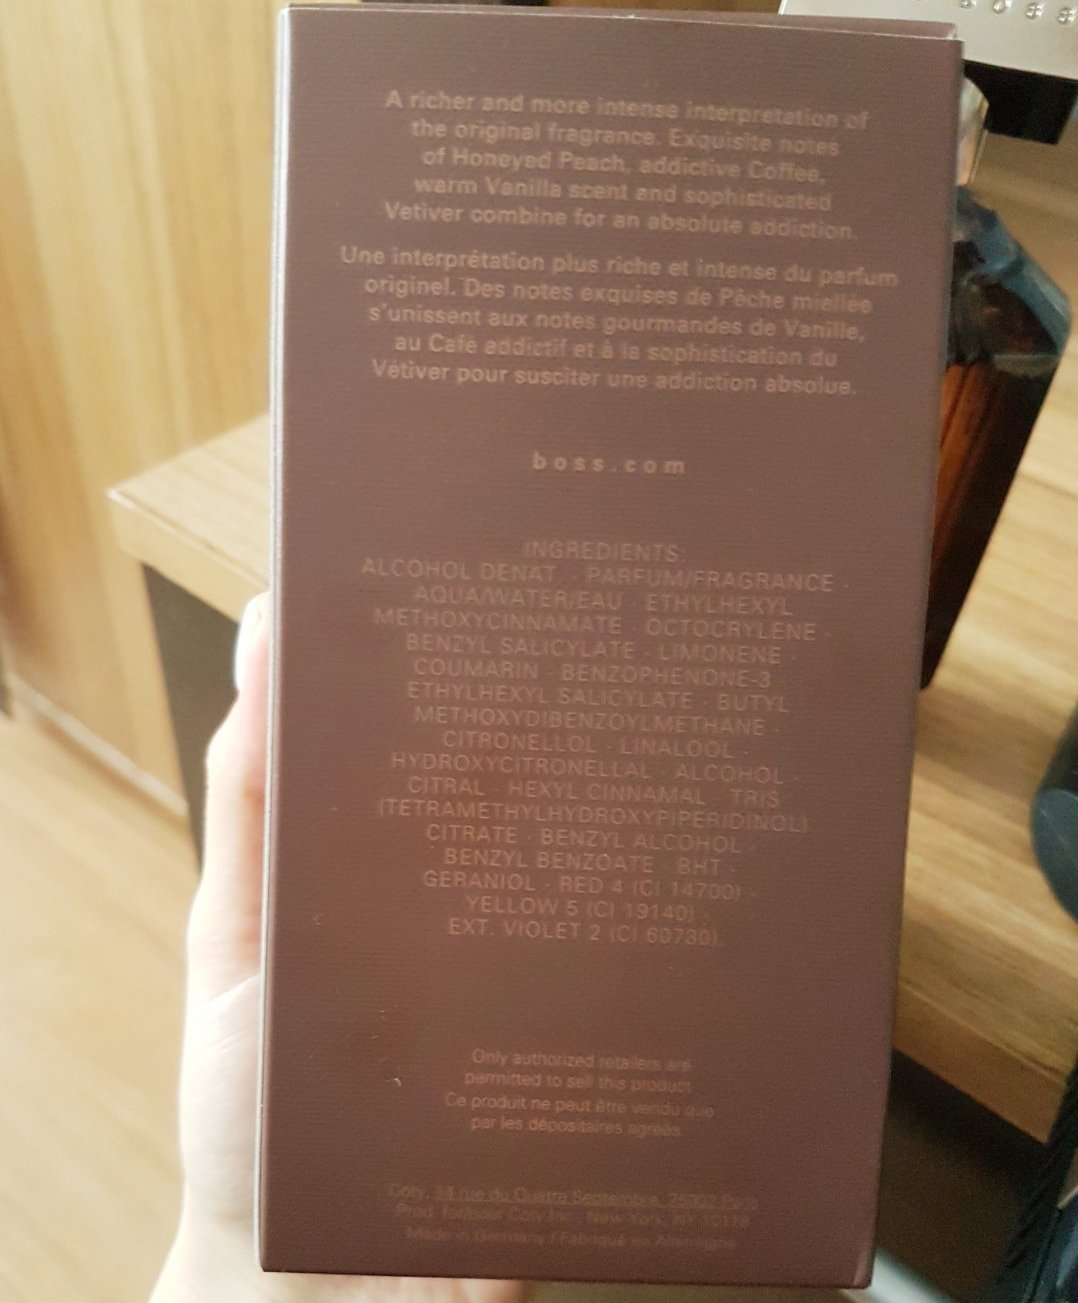 A richer and more intense interpretation of
the original fragrance. Exquisite notes
of Honeyed Peach, addictive Coffee,
warm Vanilla scent and sophisticated
Vetiver combine for an absolute addiction.
Une interprétation plus riche et intense du parfum
originel. Des notes exquises de Pêche miellée
s'unissent aux notes gourmandes de Vanille,
au Café addictif et à la sophistication du
Vétiver pour susciter une addiction absolue.
boss.com
INGREDIENTS:
ALCOHOL DENAT. · PARFUM/FRAGRANCE ·
AQUA/WATER/EAU · ETHYLHEXYL
METHOXYCINNAMATE · OCTOCRYLENE ·
BENZYL SALICYLATE · LIMONENE ·
COUMARIN · BENZOPHENONE-3 ·
ETHYLHEXYL SALICYLATE · BUTYL
METHOXYDIBENZOYLMETHANE ·
CITRONELLOL · LINALOOL ·
HYDROXYCITRONELLAL · ALCOHOL ·
CITRAL · HEXYL CINNAMAL · TRIS
(TETRAMETHYLHYDROXYPIPERIDINOL)
CITRATE · BENZYL ALCOHOL ·
BENZYL BENZOATE · BHT ·
GERANIOL · RED 4 (CI 14700) ·
YELLOW 5 (CI 19140) ·
EXT. VIOLET 2 (CI 60730).
Only authorized retailers are
permitted to sell this product.
Ce produit ne peut être vendu que
par les dépositaires agréés.
Coty, 14 rue du Quatre Septembre, 75002 Paris
Coty Inc. New York, NY
Made in Germany / Fabriqué en Allemagne